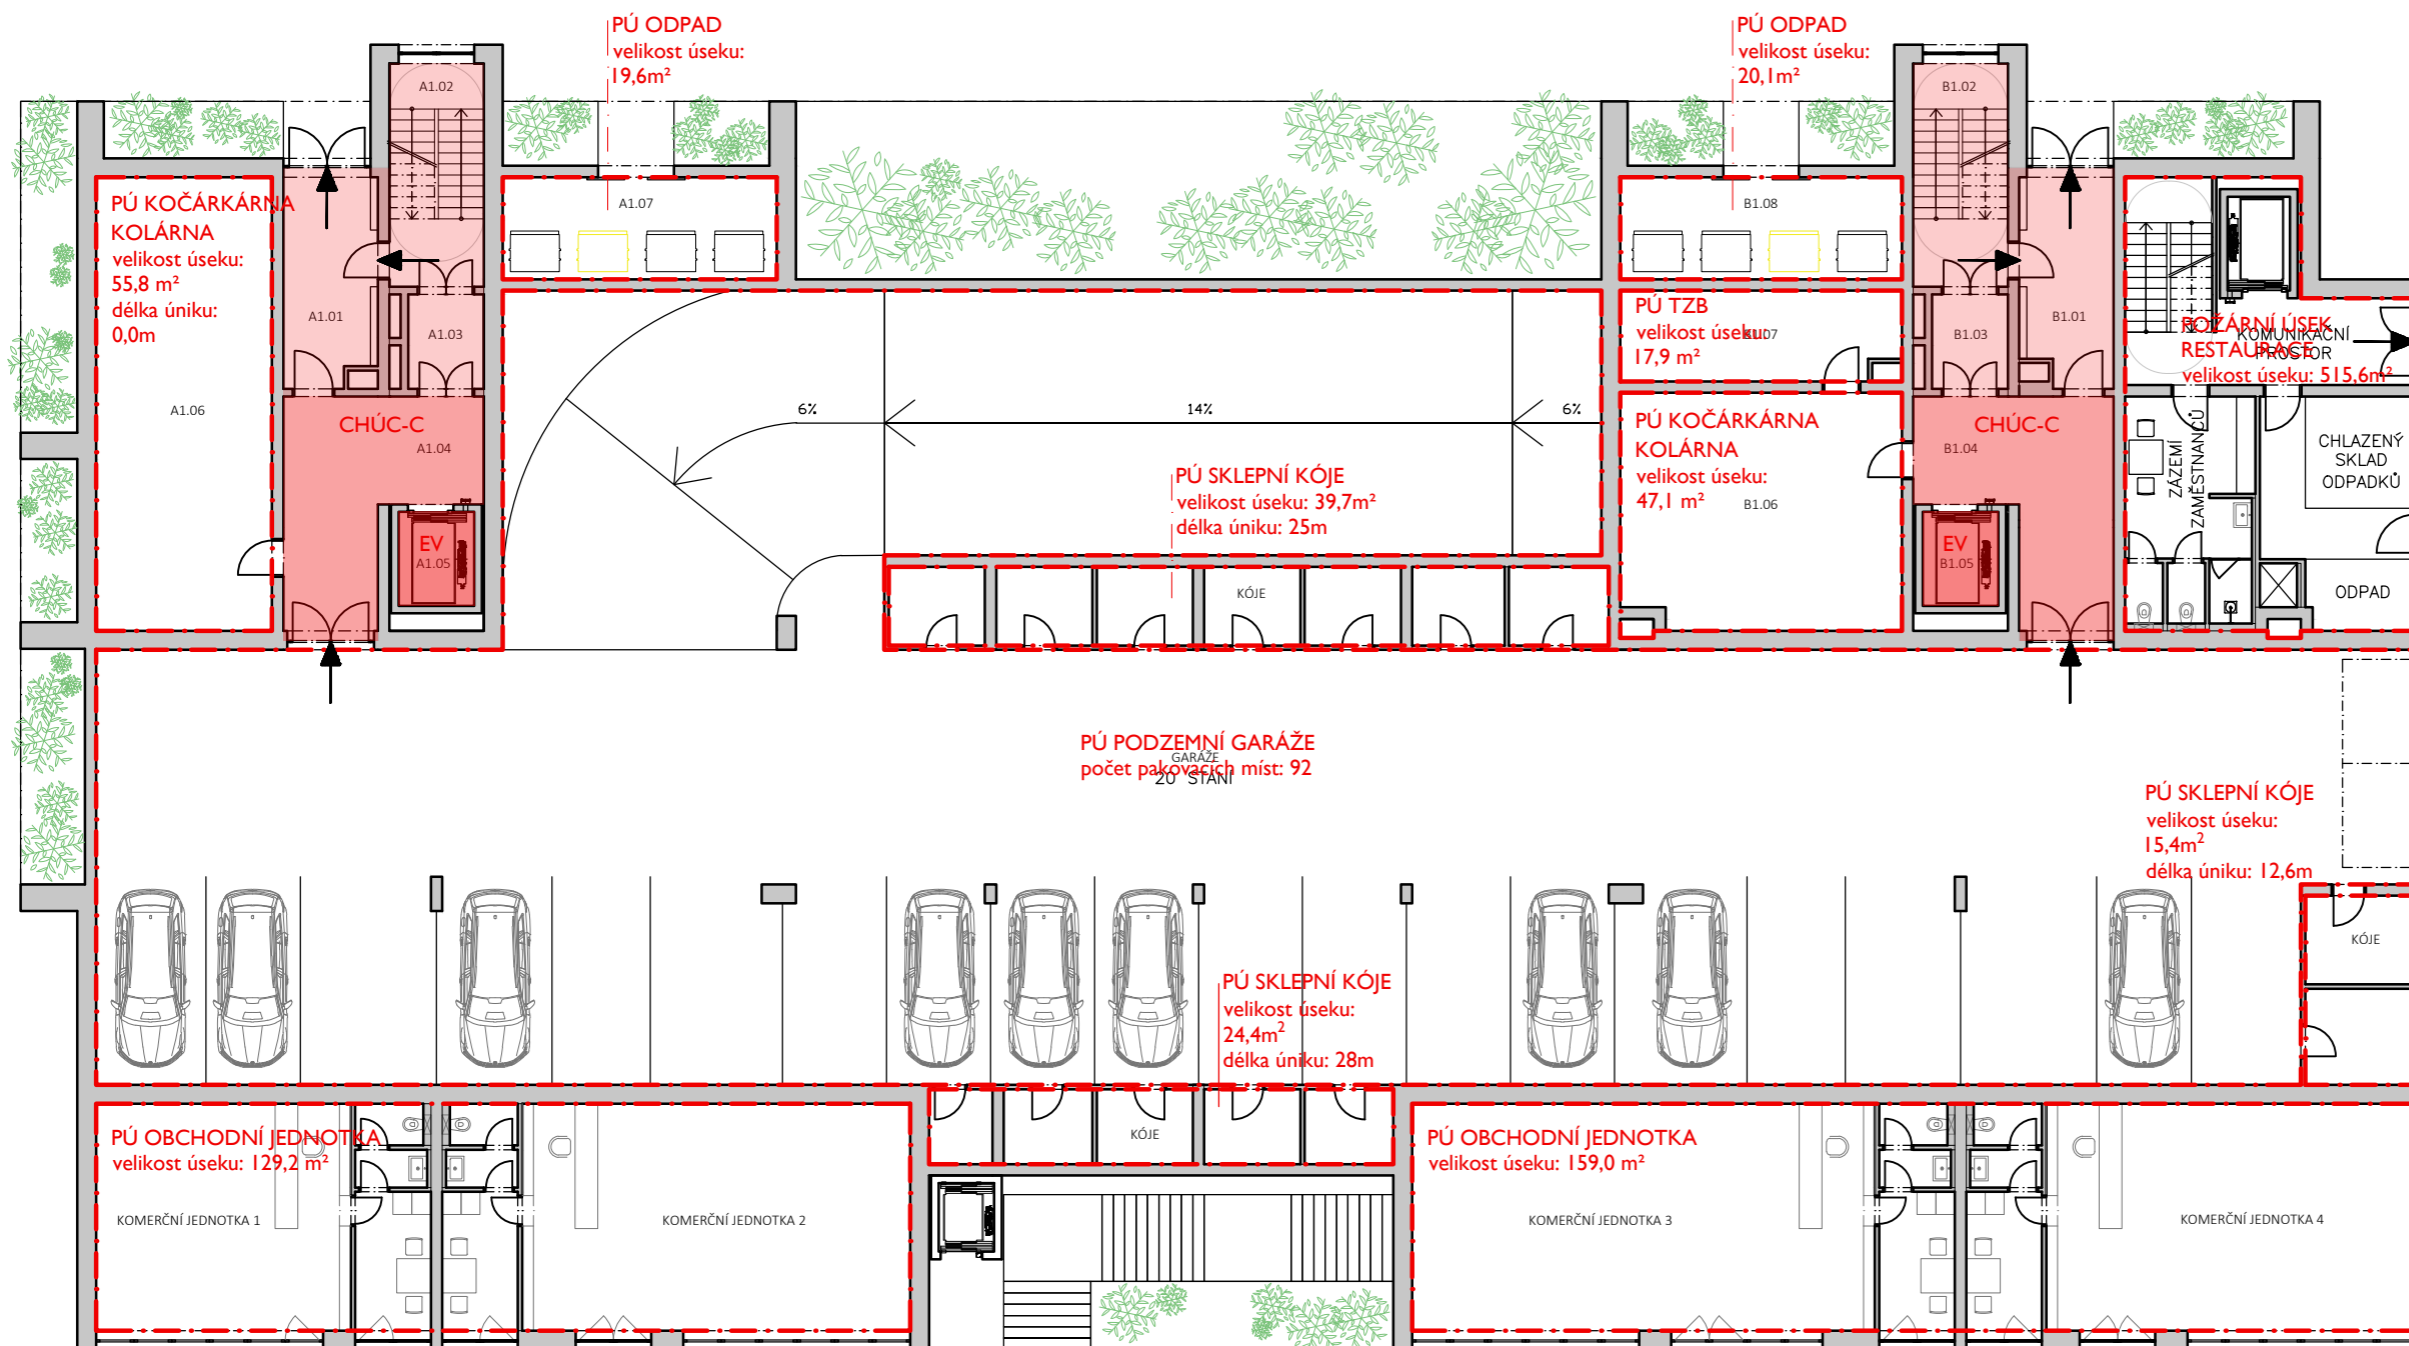 PÚ ODPAD
velikost úseku:
19,6m²
PÚ ODPAD
velikost úseku:
20,1m²
A1.02
B1.02
PÚ KOČÁRKÁRNA
KOLÁRNA
velikost úseku:
55,8 m²
délka úniku:
0,0m
A1.07
B1.08
A1.01
A1.03
PÚ TZB
velikost úseku:
17,9 m²
B1.03
B1.01
POŽÁRNÍ ÚSEK
RESTAURACE
velikost úseku: 515,6m²
KOMUNIKAČNÍ
PROSTOR
A1.06
CHÚC-C
A1.04
6%
14%
6%
PÚ KOČÁRKÁRNA
KOLÁRNA
velikost úseku:
47,1 m²
B1.06
CHÚC-C
B1.04
ZÁZEMÍ
ZAMĚSTNANCŮ
CHLAZENÝ
SKLAD
ODPADKŮ
PÚ SKLEPNÍ KÓJE
velikost úseku: 39,7m²
délka úniku: 25m
EV
A1.05
EV
B1.05
KÓJE
ODPAD
PÚ PODZEMNÍ GARÁŽE
počet pakovacích míst: 92
GARÁŽE
20 STÁNÍ
PÚ SKLEPNÍ KÓJE
velikost úseku:
15,4m²
délka úniku: 12,6m
KÓJE
PÚ SKLEPNÍ KÓJE
velikost úseku:
24,4m²
délka úniku: 28m
PÚ OBCHODNÍ JEDNOTKA
velikost úseku: 129,2 m²
KÓJE
PÚ OBCHODNÍ JEDNOTKA
velikost úseku: 159,0 m²
KOMERČNÍ JEDNOTKA 1
KOMERČNÍ JEDNOTKA 2
KOMERČNÍ JEDNOTKA 3
KOMERČNÍ JEDNOTKA 4